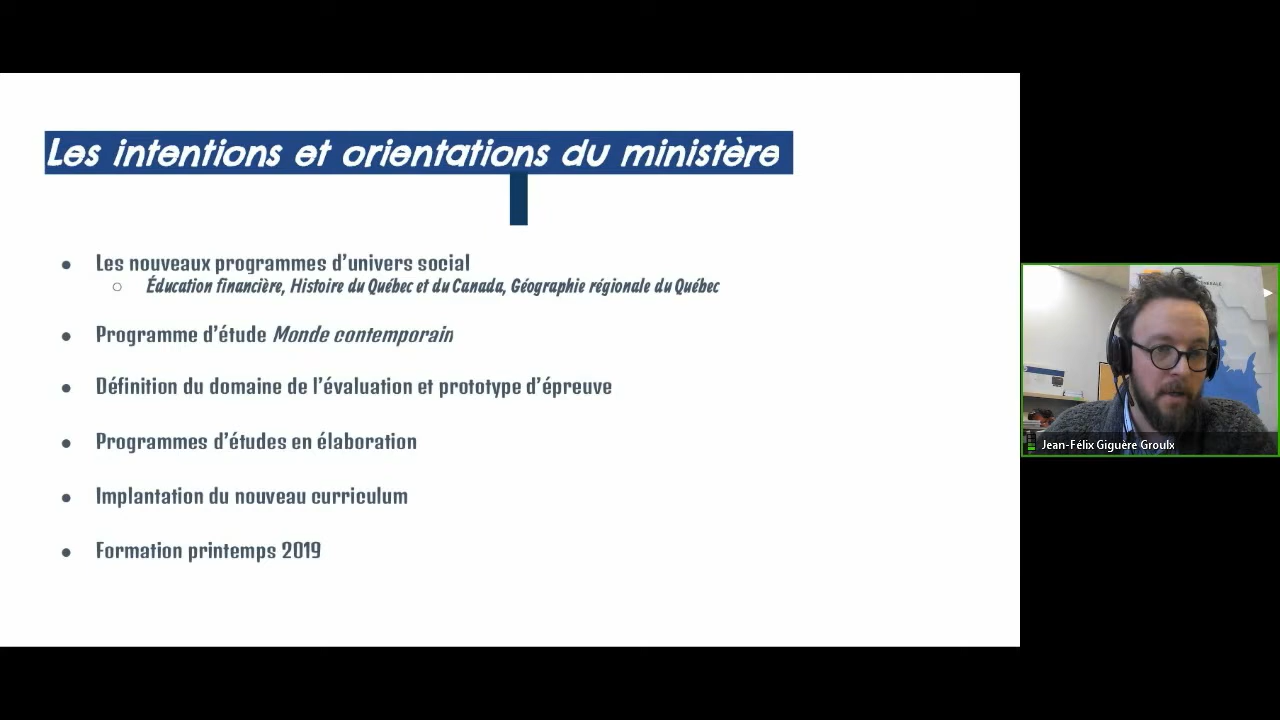 Les intentions et orientations du ministère
● Les nouveaux programmes d'univers social
○ Éducation financière, Histoire du Québec et du Canada, Géographie régionale du Québec
● Programme d'étude Monde contemporain
● Définition du domaine de l'évaluation et prototype d'épreuve
● Programmes d'études en élaboration
● Implantation du nouveau curriculum
● Formation printemps 2019
Jean-Félix Giguère Groulx